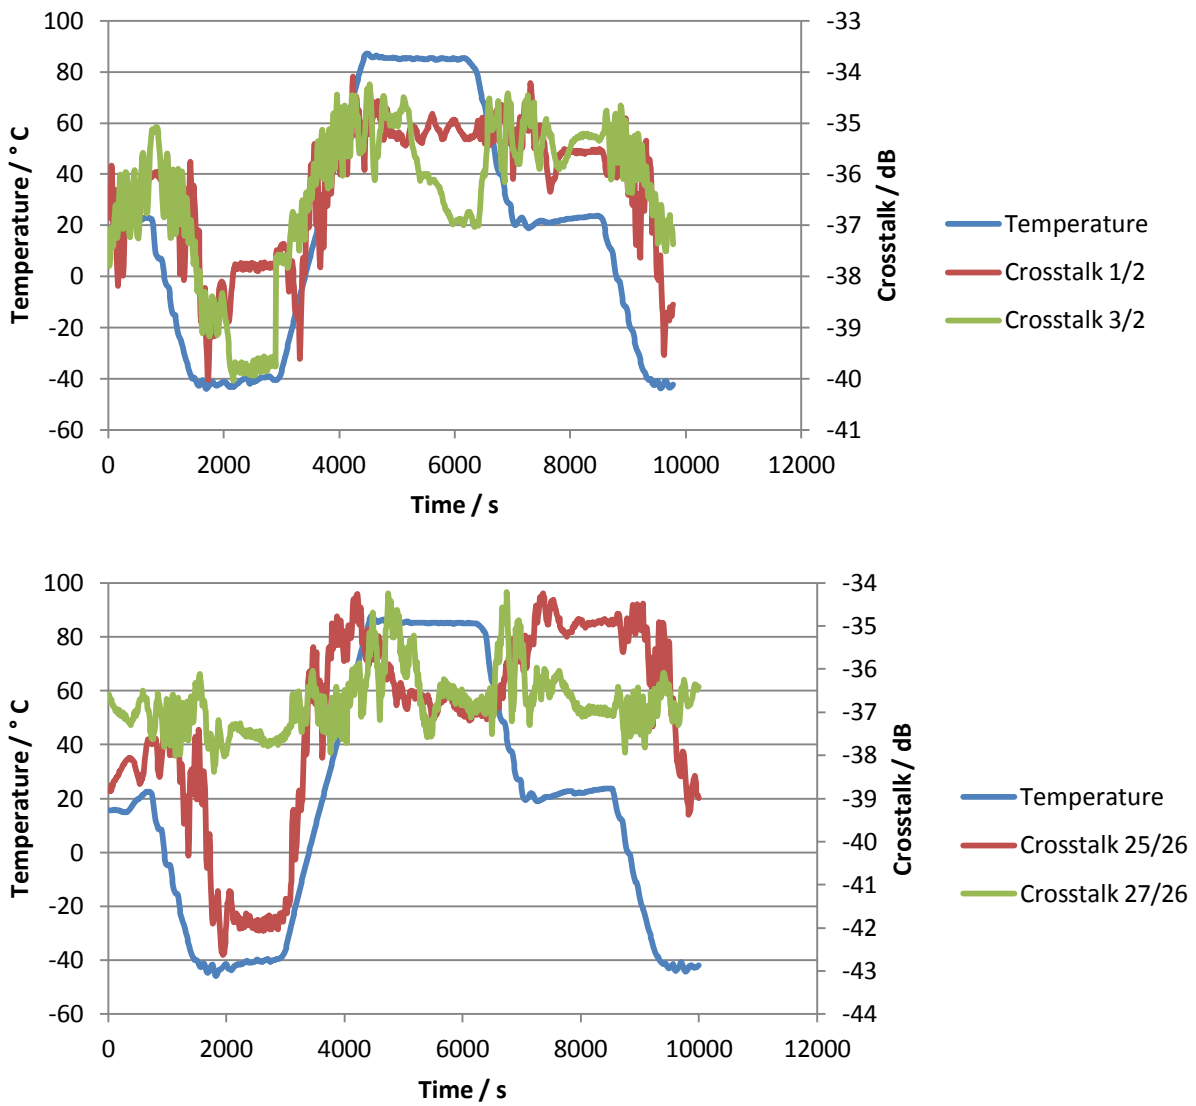 100
80
60
40
20
0
-20
-40
-60
Temperature / ° C
-33
-34
-35
-36
-37
-38
-39
-40
-41
Crosstalk / dB
0 2000 4000 6000 8000 10000 12000
Time / s
Temperature
Crosstalk 1/2
Crosstalk 3/2
100
80
60
40
20
0
-20
-40
-60
Temperature / ° C
-34
-35
-36
-37
-38
-39
-40
-41
-42
-43
-44
Crosstalk / dB
0 2000 4000 6000 8000 10000 12000
Time / s
Temperature
Crosstalk 25/26
Crosstalk 27/26